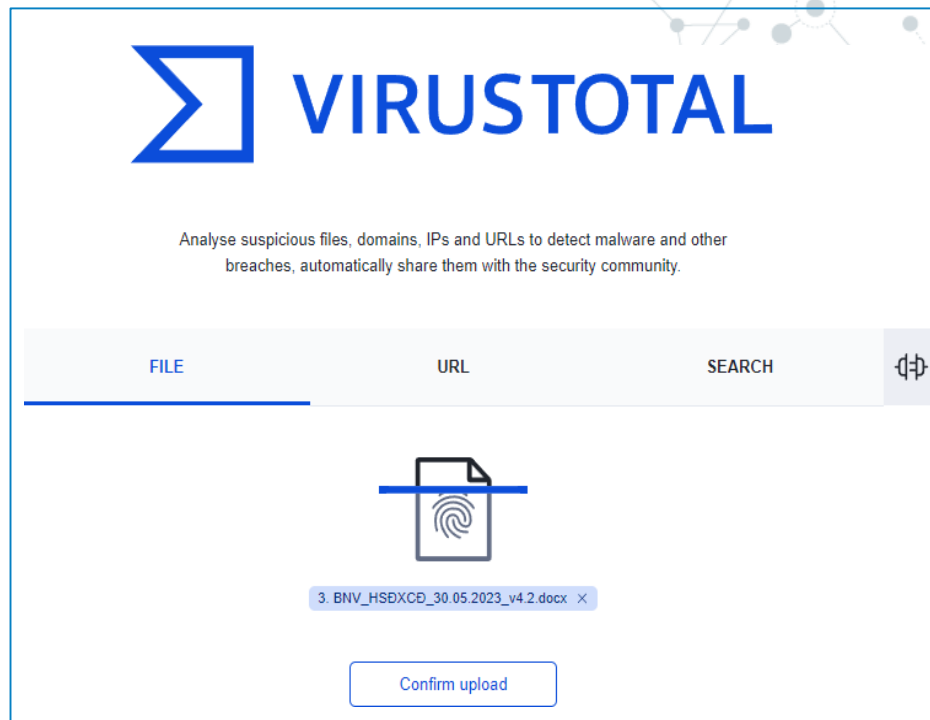 VIRUSTOTAL
Analyse suspicious files, domains, IPs and URLs to detect malware and other
breaches, automatically share them with the security community.
FILE URL SEARCH
3. BNV_HSĐXCĐ_30.05.2023_v4.2.docx ×
Confirm upload